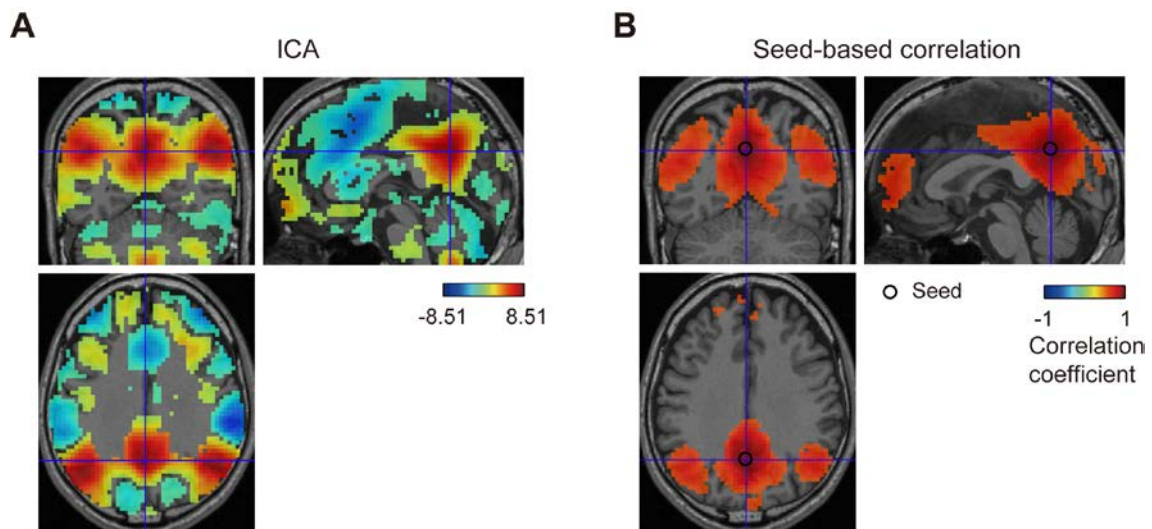 A
ICA
-8.51 8.51
B
Seed-based correlation
Seed
-1 1
Correlation
coefficient